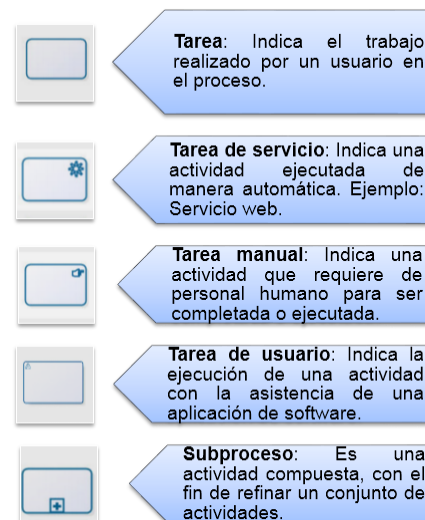 Tarea: Indica el trabajo
realizado por un usuario en
el proceso.
Tarea de servicio: Indica una
actividad ejecutada de
manera automática. Ejemplo:
Servicio web.
Tarea manual: Indica una
actividad que requiere de
personal humano para ser
completada o ejecutada.
Tarea de usuario: Indica la
ejecución de una actividad
con la asistencia de una
aplicación de software.
Subproceso: Es una
actividad compuesta, con el
fin de refinar un conjunto de
actividades.